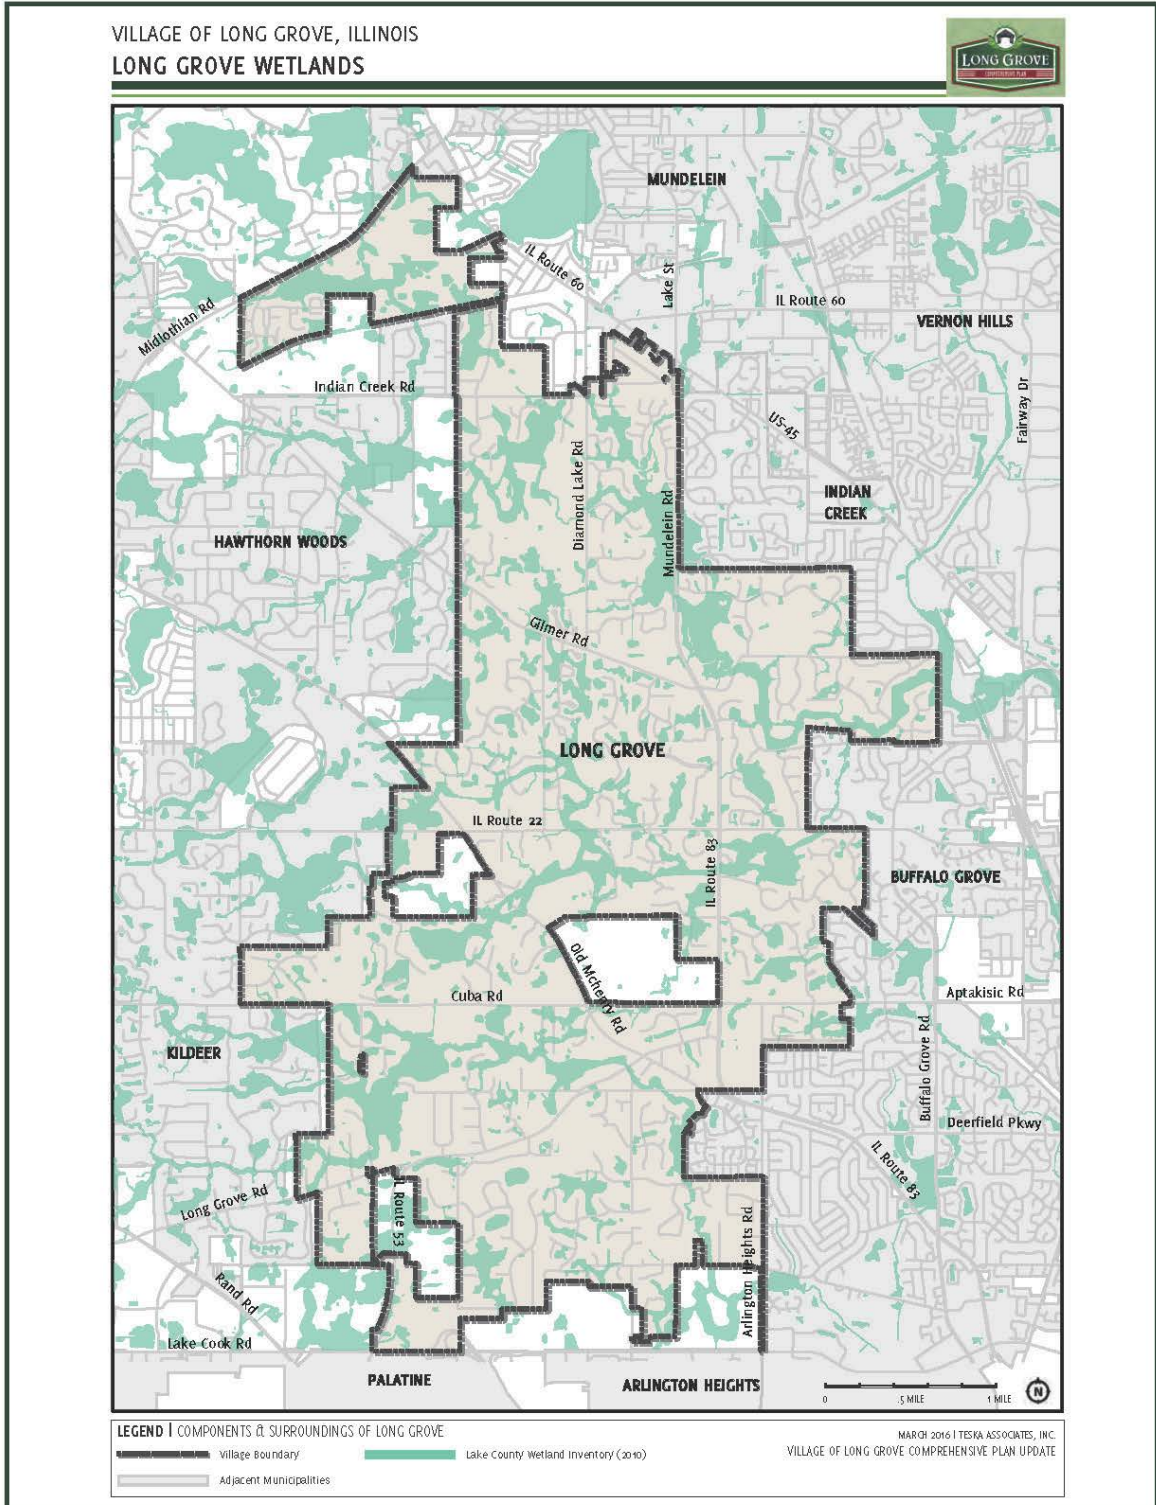 VILLAGE OF LONG GROVE, ILLINOIS
LONG GROVE WETLANDS
LONG GROVE
COMPREHENSIVE PLAN
MUNDELEIN
IL Route 60
Lake St
IL Route 60
Midlothian Rd
VERNON HILLS
Indian Creek Rd
Fairway Dr
US-45
Diamond Lake Rd
Mundelein Rd
INDIAN
CREEK
HAWTHORN WOODS
Gilmer Rd
LONG GROVE
IL Route 22
IL Route 83
BUFFALO GROVE
Old Mchenry Rd
Cuba Rd
Aptakisic Rd
KILDEER
Buffalo Grove Rd
Deerfield Pkwy
IL Route 83
Long Grove Rd
IL Route 53
Arlington Heights Rd
Rand Rd
Lake Cook Rd
PALATINE
ARLINGTON HEIGHTS
0 .5 MILE 1 MILE
N
LEGEND | COMPONENTS & SURROUNDINGS OF LONG GROVE
Village Boundary
Lake County Wetland Inventory (2010)
Adjacent Municipalities
MARCH 2016 | TESKA ASSOCIATES, INC.
VILLAGE OF LONG GROVE COMPREHENSIVE PLAN UPDATE